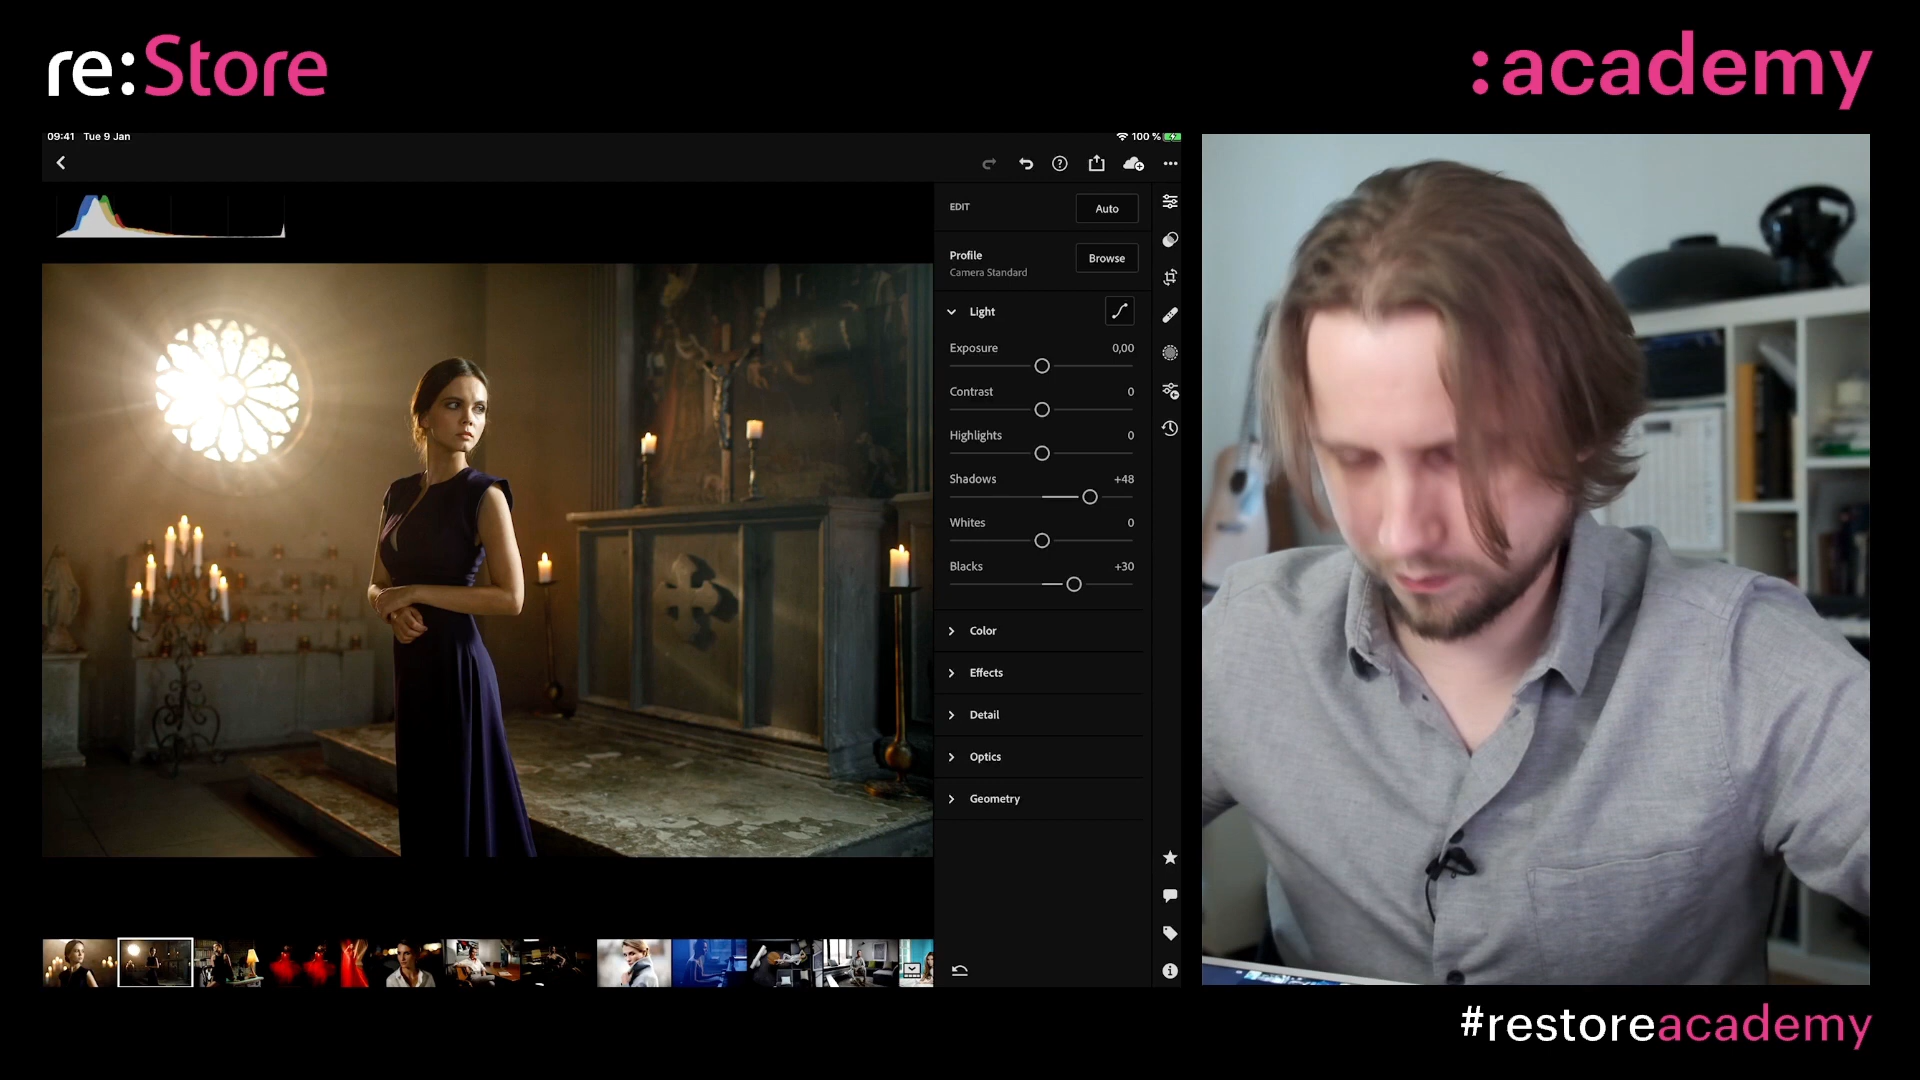 re:Store
:academy
09:41 Tue 9 Jan
100 %
EDIT
Auto
Profile
Camera Standard
Browse
Light
Exposure 0,00
Contrast 0
Highlights 0
Shadows +48
Whites 0
Blacks +30
Color
Effects
Detail
Optics
Geometry
#restoreacademy